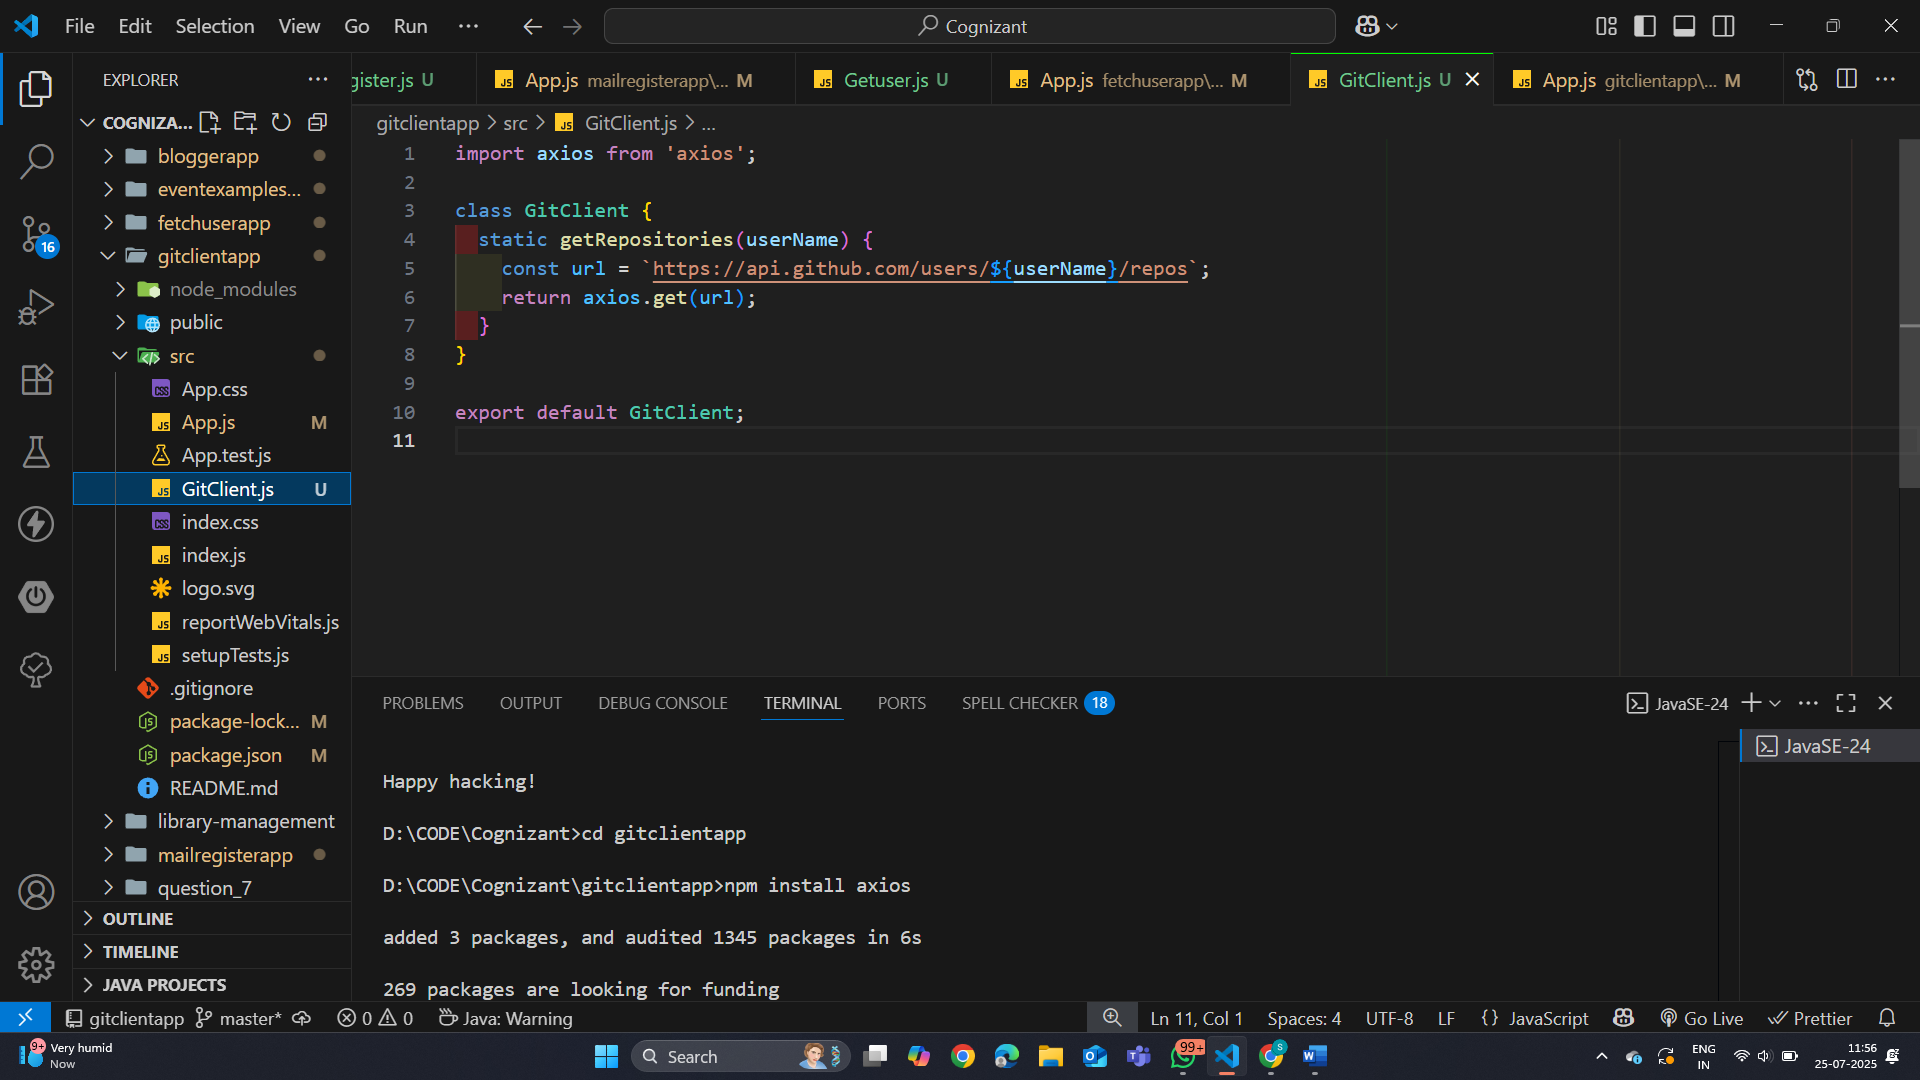 File Edit Selection View Go Run ··· Cognizant
EXPLORER
gister.js U App.js mailregisterapp\... M Getuser.js U App.js fetchuserapp\... M GitClient.js U App.js gitclientapp\... M
COGNIZA...
gitclientapp > src > GitClient.js > ...
bloggerapp
eventexamples...
fetchuserapp
gitclientapp
node_modules
public
src
App.css
App.js M
App.test.js
GitClient.js U
index.css
index.js
logo.svg
reportWebVitals.js
setupTests.js
.gitignore
package-lock... M
package.json M
README.md
library-management
mailregisterapp
question_7
OUTLINE
TIMELINE
JAVA PROJECTS
16
1 import axios from 'axios';
2
3 class GitClient {
4 static getRepositories(userName) {
5 const url = `https://api.github.com/users/${userName}/repos`;
6 return axios.get(url);
7 }
8 }
9
10 export default GitClient;
11
PROBLEMS OUTPUT DEBUG CONSOLE TERMINAL PORTS SPELL CHECKER 18 JavaSE-24
JavaSE-24
Happy hacking!
D:\CODE\Cognizant>cd gitclientapp
D:\CODE\Cognizant\gitclientapp>npm install axios
added 3 packages, and audited 1345 packages in 6s
269 packages are looking for funding
gitclientapp master* 0 0 Java: Warning Ln 11, Col 1 Spaces: 4 UTF-8 LF {} JavaScript Go Live Prettier
9+ Very humid
Now
Search
99+
S
ENG
IN
11:56
25-07-2025